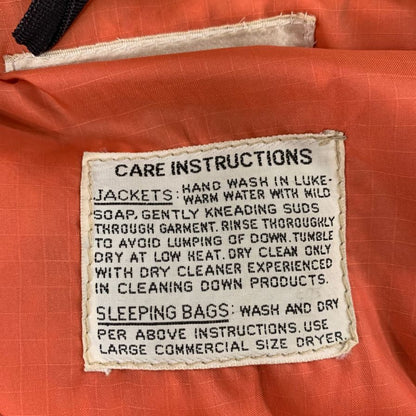 CARE INSTRUCTIONS
JACKETS: HAND WASH IN LUKE-
WARM WATER WITH MILD
SOAP, GENTLY KNEADING SUDS
THROUGH GARMENT. RINSE THOROUGHLY
TO AVOID LUMPING OF DOWN. TUMBLE
DRY AT LOW HEAT. DRY CLEAN ONLY
WITH DRY CLEANER EXPERIENCED
IN CLEANING DOWN PRODUCTS.
SLEEPING BAGS: WASH AND DRY
PER ABOVE INSTRUCTIONS. USE
LARGE COMMERCIAL SIZE DRYER.